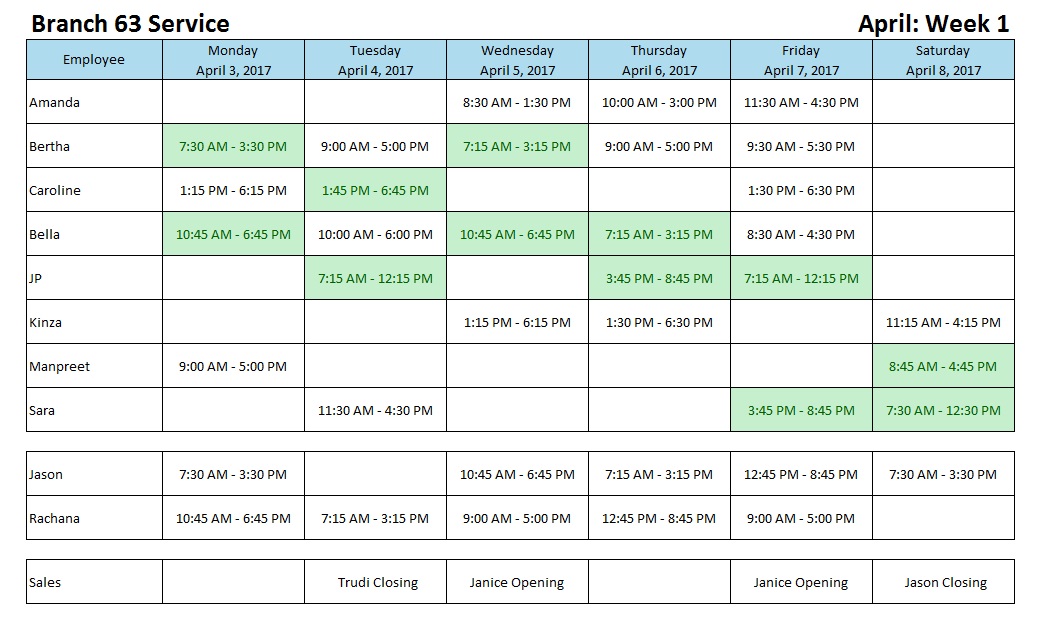 Branch 63 Service April: Week 1
Employee Monday Tuesday Wednesday Thursday Friday Saturday
April 3, 2017 April 4, 2017 April 5, 2017 April 6, 2017 April 7, 2017 April 8, 2017
Amanda 8:30 AM - 1:30 PM 10:00 AM - 3:00 PM 11:30 AM - 4:30 PM
Bertha 7:30 AM - 3:30 PM 9:00 AM - 5:00 PM 7:15 AM - 3:15 PM 9:00 AM - 5:00 PM 9:30 AM - 5:30 PM
Caroline 1:15 PM - 6:15 PM 1:45 PM - 6:45 PM 1:30 PM - 6:30 PM
Bella 10:45 AM - 6:45 PM 10:00 AM - 6:00 PM 10:45 AM - 6:45 PM 7:15 AM - 3:15 PM 8:30 AM - 4:30 PM
JP 7:15 AM - 12:15 PM 3:45 PM - 8:45 PM 7:15 AM - 12:15 PM
Kinza 1:15 PM - 6:15 PM 1:30 PM - 6:30 PM 11:15 AM - 4:15 PM
Manpreet 9:00 AM - 5:00 PM 8:45 AM - 4:45 PM
Sara 11:30 AM - 4:30 PM 3:45 PM - 8:45 PM 7:30 AM - 12:30 PM
Jason 7:30 AM - 3:30 PM 10:45 AM - 6:45 PM 7:15 AM - 3:15 PM 12:45 PM - 8:45 PM 7:30 AM - 3:30 PM
Rachana 10:45 AM - 6:45 PM 7:15 AM - 3:15 PM 9:00 AM - 5:00 PM 12:45 PM - 8:45 PM 9:00 AM - 5:00 PM
Sales Trudi Closing Janice Opening Janice Opening Jason Closing